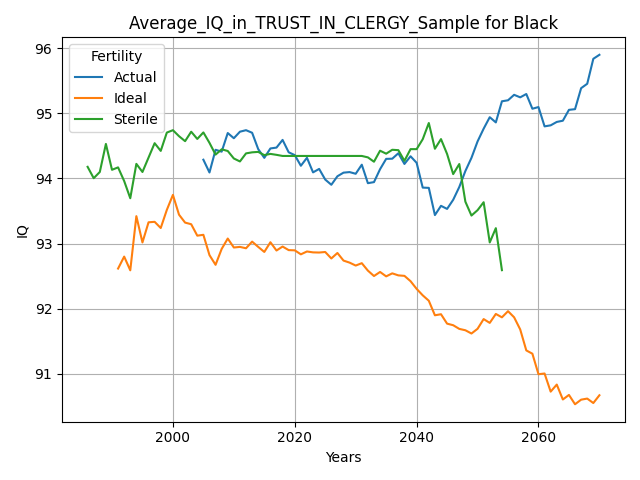 Average_IQ_in_TRUST_IN_CLERGY_Sample for Black
Fertility
Actual
Ideal
Sterile
96
95
94
93
92
91
IQ
2000
2020
2040
2060
Years